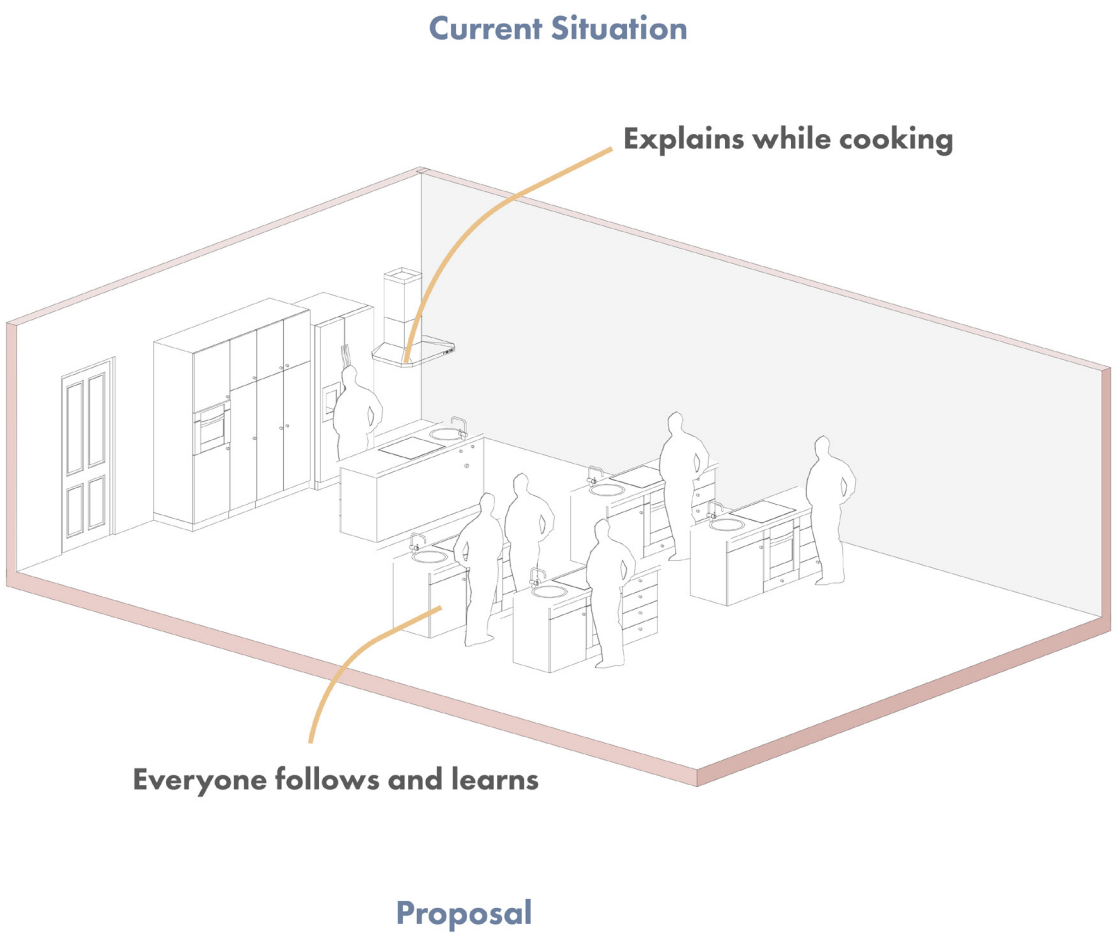 Current Situation
Explains while cooking
Everyone follows and learns
Proposal